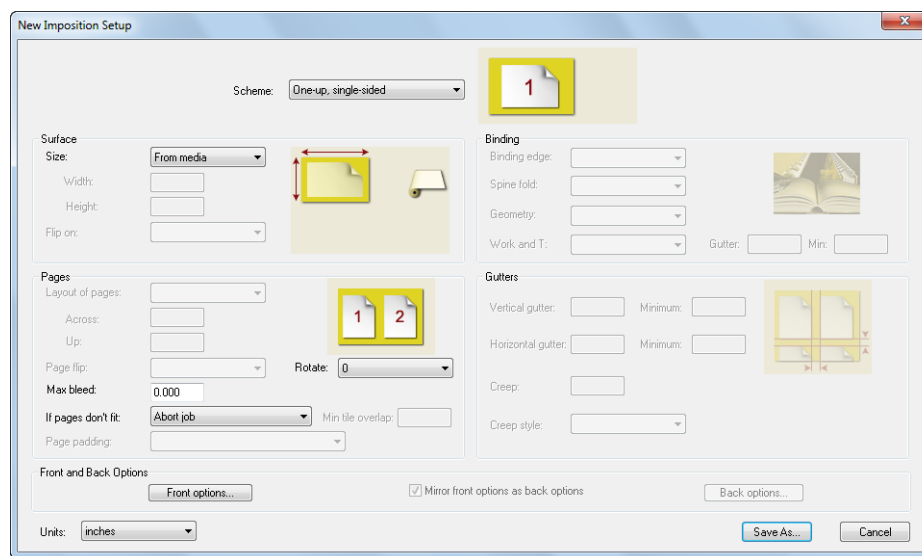 New Imposition Setup
Scheme: One-up, single-sided
1
Surface
Size: From media
Width:
Height:
Flip on:
Binding
Binding edge:
Spine fold:
Geometry:
Work and T: Gutter: Min:
Pages
Layout of pages:
Across:
Up:
1 2
Page flip: Rotate: 0
Max bleed: 0.000
If pages don't fit: Abort job Min tile overlap:
Page padding:
Gutters
Vertical gutter: Minimum:
Horizontal gutter: Minimum:
Creep:
Creep style:
Front and Back Options
Front options... Mirror front options as back options Back options...
Units: inches Save As... Cancel